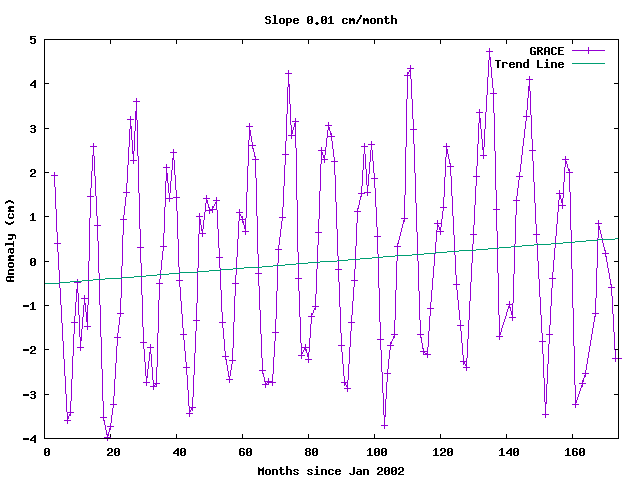 Slope 0.01 cm/month
GRACE
Trend Line
5
4
3
2
1
0
-1
-2
-3
-4
Anomaly (cm)
0 20 40 60 80 100 120 140 160
Months since Jan 2002